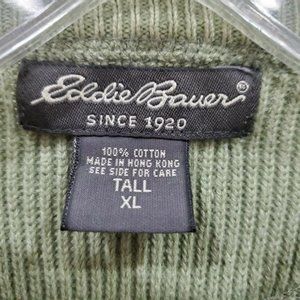 Eddie Bauer
SINCE 1920
100% COTTON
MADE IN HONG KONG
SEE SIDE FOR CARE
TALL
XL